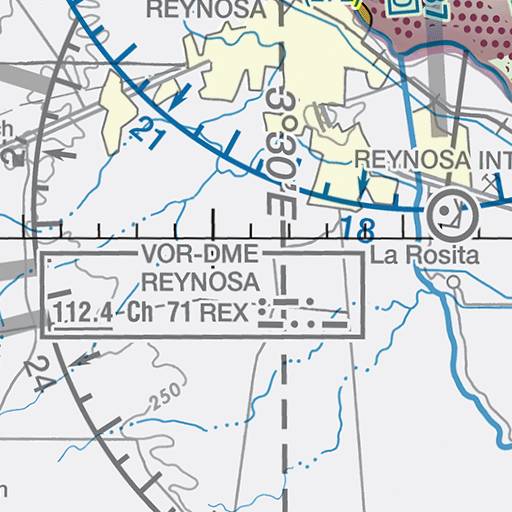 REYNOSA
21
3°30'E
REYNOSA INT
18
La Rosita
VOR-DME
REYNOSA
112.4-Ch 71 REX
24
250